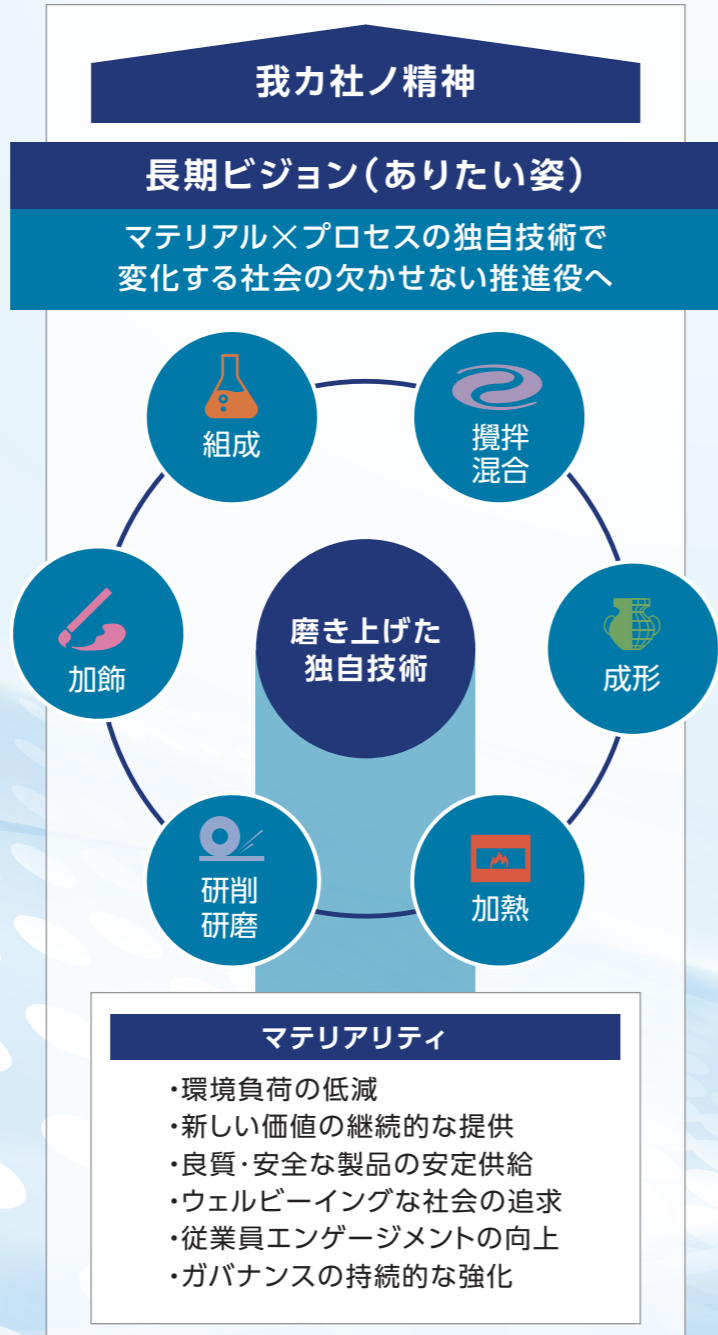 我カ社ノ精神
長期ビジョン(ありたい姿)
マテリアル×プロセスの独自技術で
変化する社会の欠かせない推進役へ
組成
攪拌
混合
加飾
磨き上げた
独自技術
成形
研削
研磨
加熱
マテリアリティ
・環境負荷の低減
・新しい価値の継続的な提供
・良質・安全な製品の安定供給
・ウェルビーイングな社会の追求
・従業員エンゲージメントの向上
・ガバナンスの持続的な強化